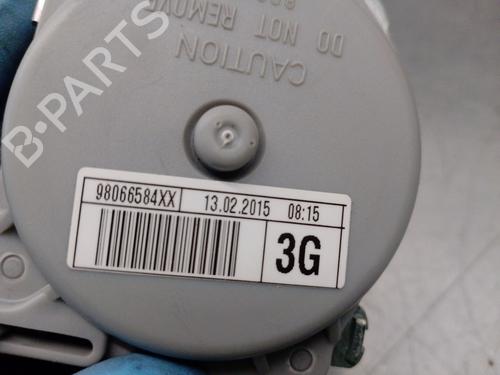 B-PARTS
CAUTION
DO NOT REMOVE
98066584XX 13.02.2015 08:15
3G